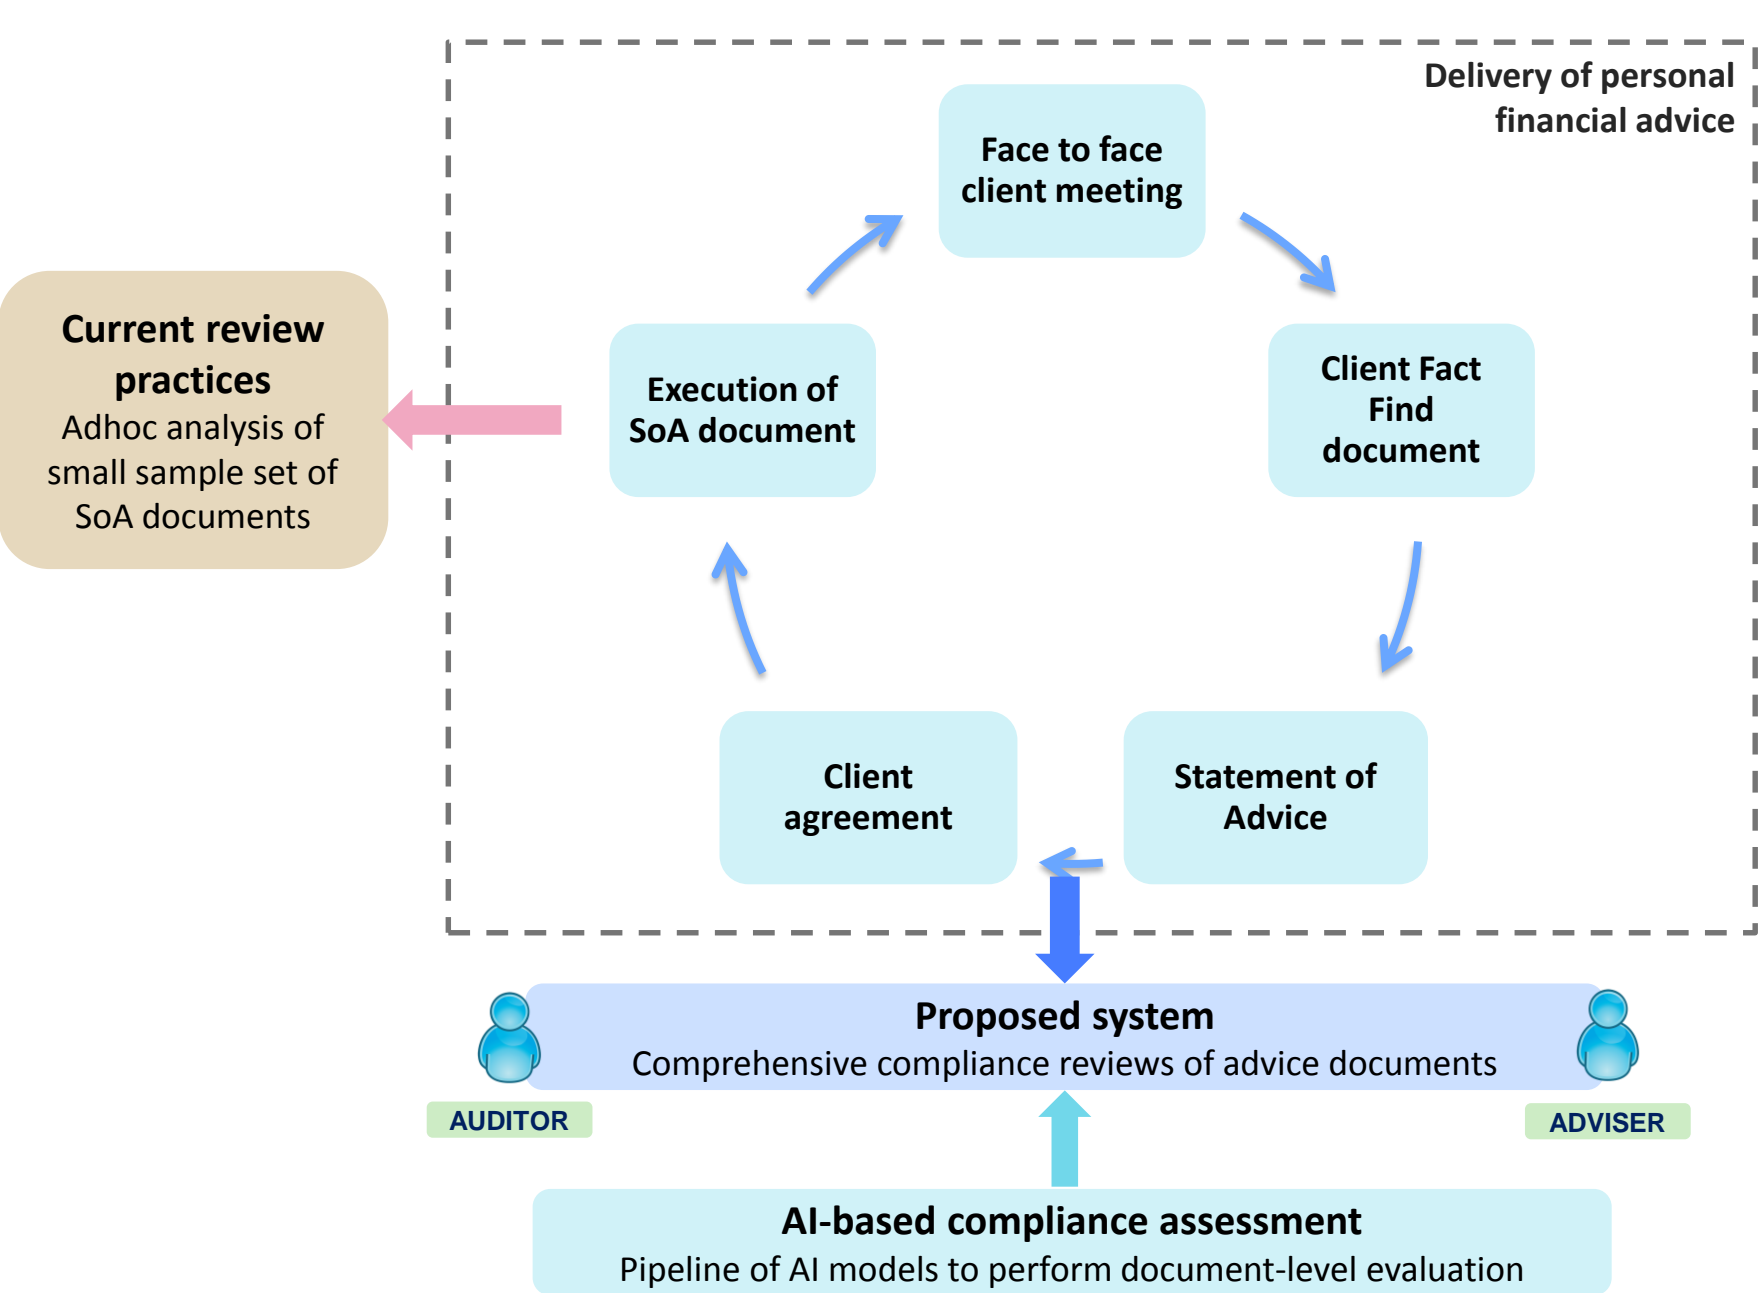 Delivery of personal
financial advice
Face to face
client meeting
Client Fact
Find
document
Statement of
Advice
Client
agreement
Execution of
SoA document
Current review
practices
Adhoc analysis of
small sample set of
SoA documents
Proposed system
Comprehensive compliance reviews of advice documents
AUDITOR
ADVISER
AI-based compliance assessment
Pipeline of AI models to perform document-level evaluation